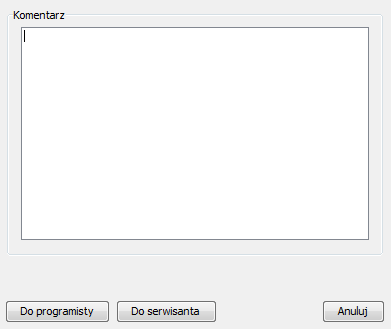 Komentarz
Do programisty
Do serwisanta
Anuluj